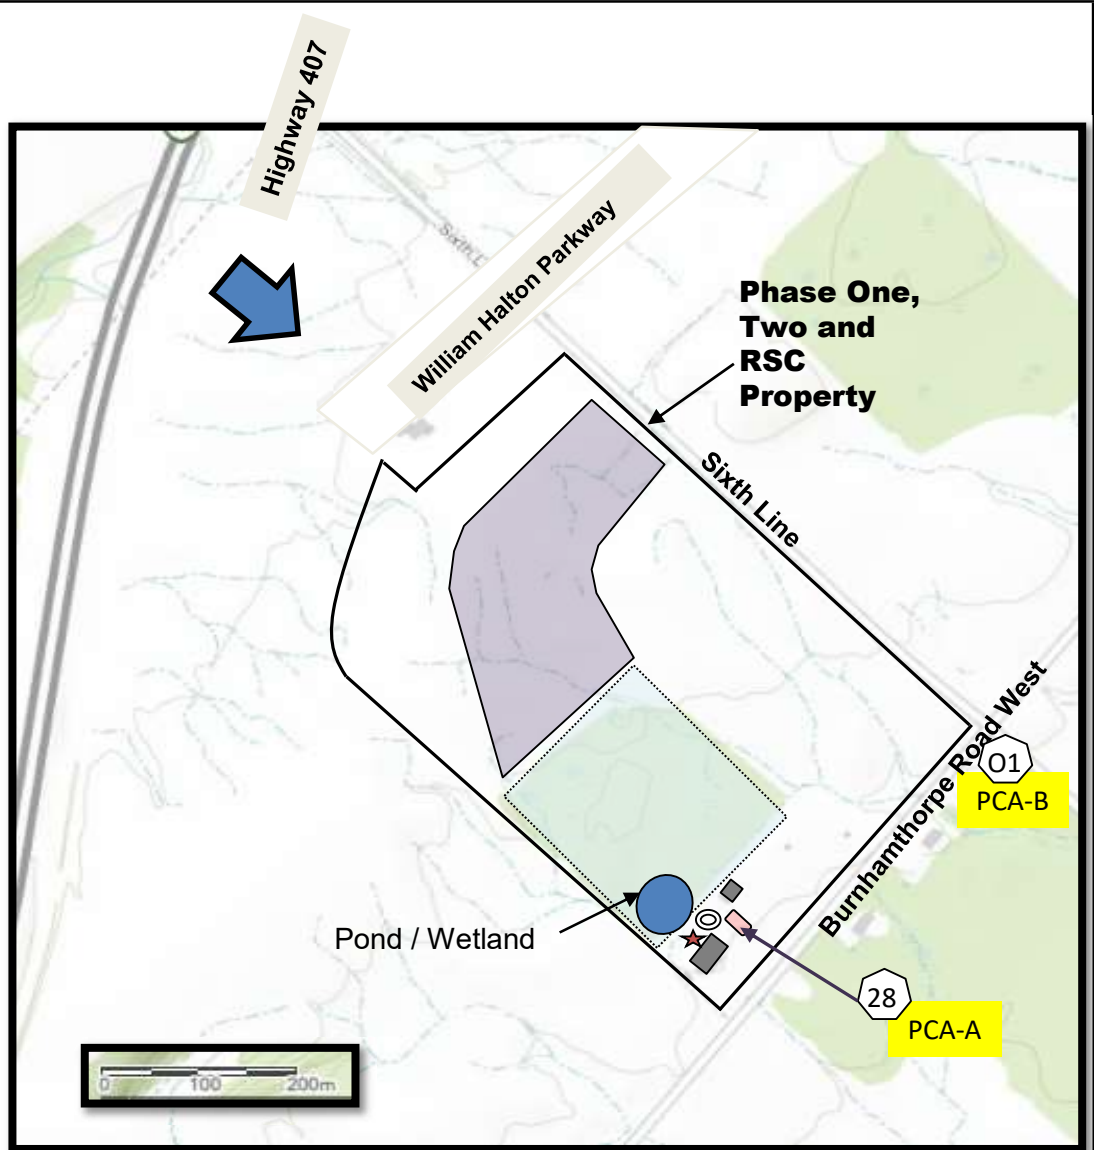 Highway 407
William Halton Parkway
Sixth L
Phase One,
Two and
RSC
Property
Sixth Line
Burnhamthorpe Road West
O1
PCA-B
Pond / Wetland
28
PCA-A
0 100 200m